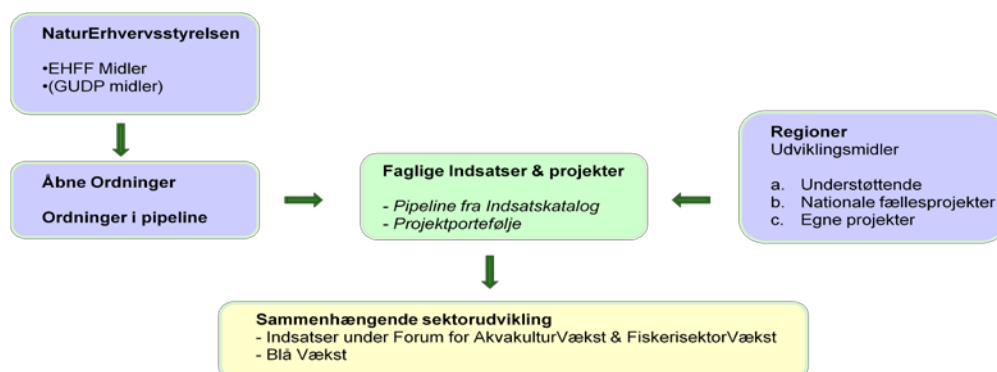 NaturErhvervsstyrelsen
•EHFF Midler
•(GUDP midler)
Åbne Ordninger
Ordninger i pipeline
Faglige Indsatser & projekter
- Pipeline fra Indsatskatalog
- Projektportefølje
Regioner
Udviklingsmidler
a. Understøttende
b. Nationale fællesprojekter
c. Egne projekter
Sammenhængende sektorudvikling
- Indsatser under Forum for AkvakulturVækst & FiskerisektorVækst
- Blå Vækst